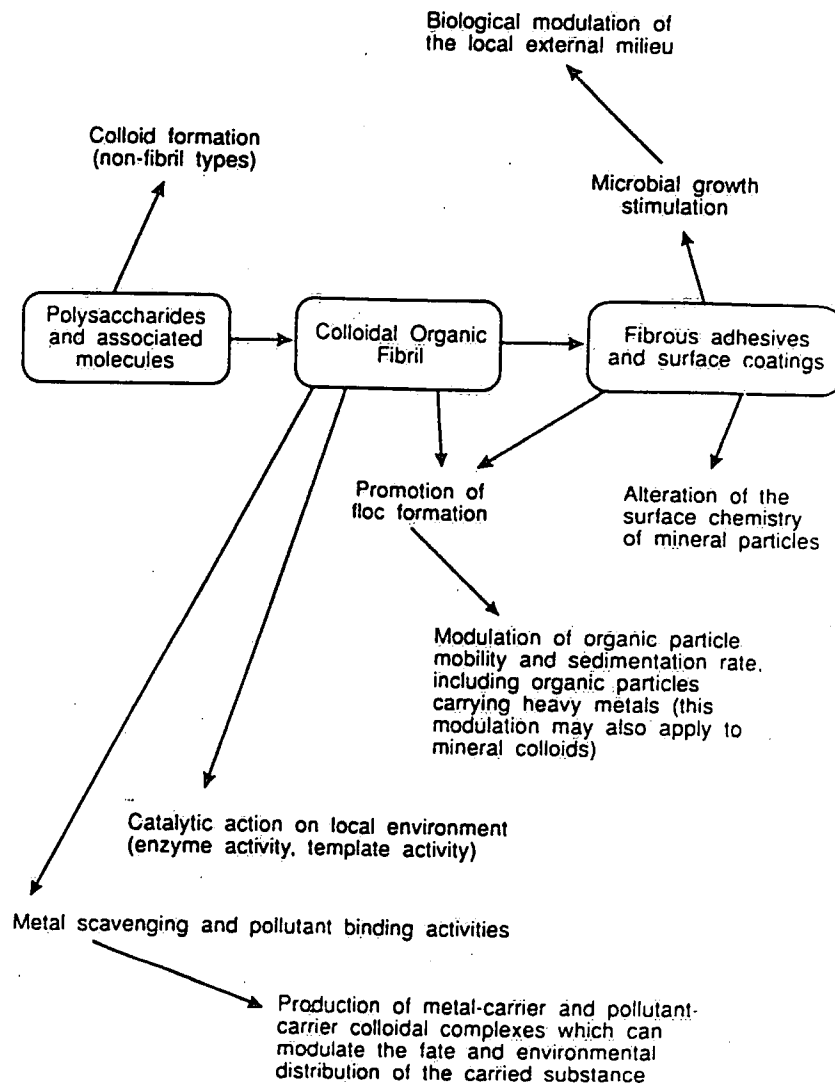 Biological modulation of
the local external milieu
Colloid formation
(non-fibril types)
Microbial growth
stimulation
Polysaccharides
and associated
molecules
Colloidal Organic
Fibril
Fibrous adhesives
and surface coatings
Promotion of
floc formation
Alteration of the
surface chemistry
of mineral particles
Modulation of organic particle
mobility and sedimentation rate,
including organic particles
carrying heavy metals (this
modulation may also apply to
mineral colloids)
Catalytic action on local environment
(enzyme activity, template activity)
Metal scavenging and pollutant binding activities
Production of metal-carrier and pollutant-
carrier colloidal complexes which can
modulate the fate and environmental
distribution of the carried substance